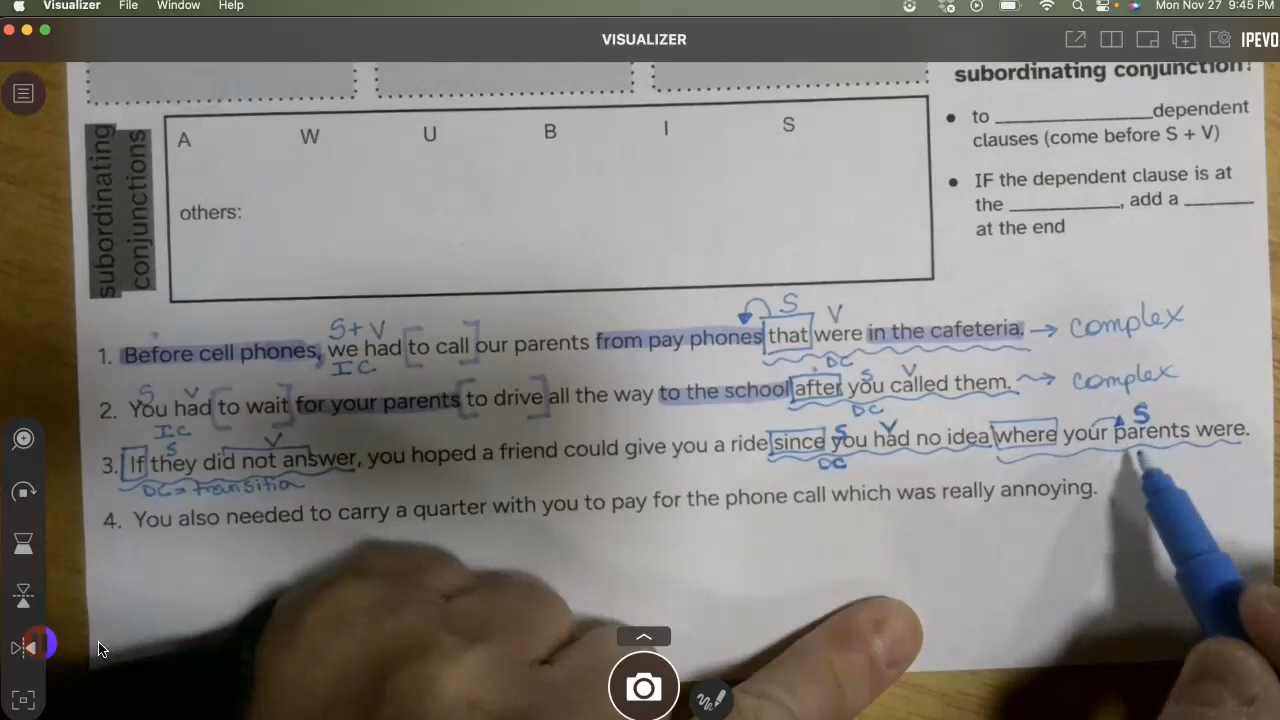 Visualizer File Window Help Mon Nov 27 9:45 PM
VISUALIZER IPEVO
subordinating conjunction?
subordinating conjunctions
A W U B I S
others:
• to ____________dependent
clauses (come before S + V)
• IF the dependent clause is at
the ____________, add a ________
at the end
S+V S V
1. Before cell phones, we had [to call] our parents from pay phones that were in the cafeteria. → complex
IC DC
S V S V
2. You had [to wait] for your parents [to drive] all the way to the school after you called them. → complex
IC DC
S V S V S
3. If they did not answer, you hoped a friend could give you a ride since you had no idea where your parents were.
DC = transition DC
4. You also needed to carry a quarter with you to pay for the phone call which was really annoying.